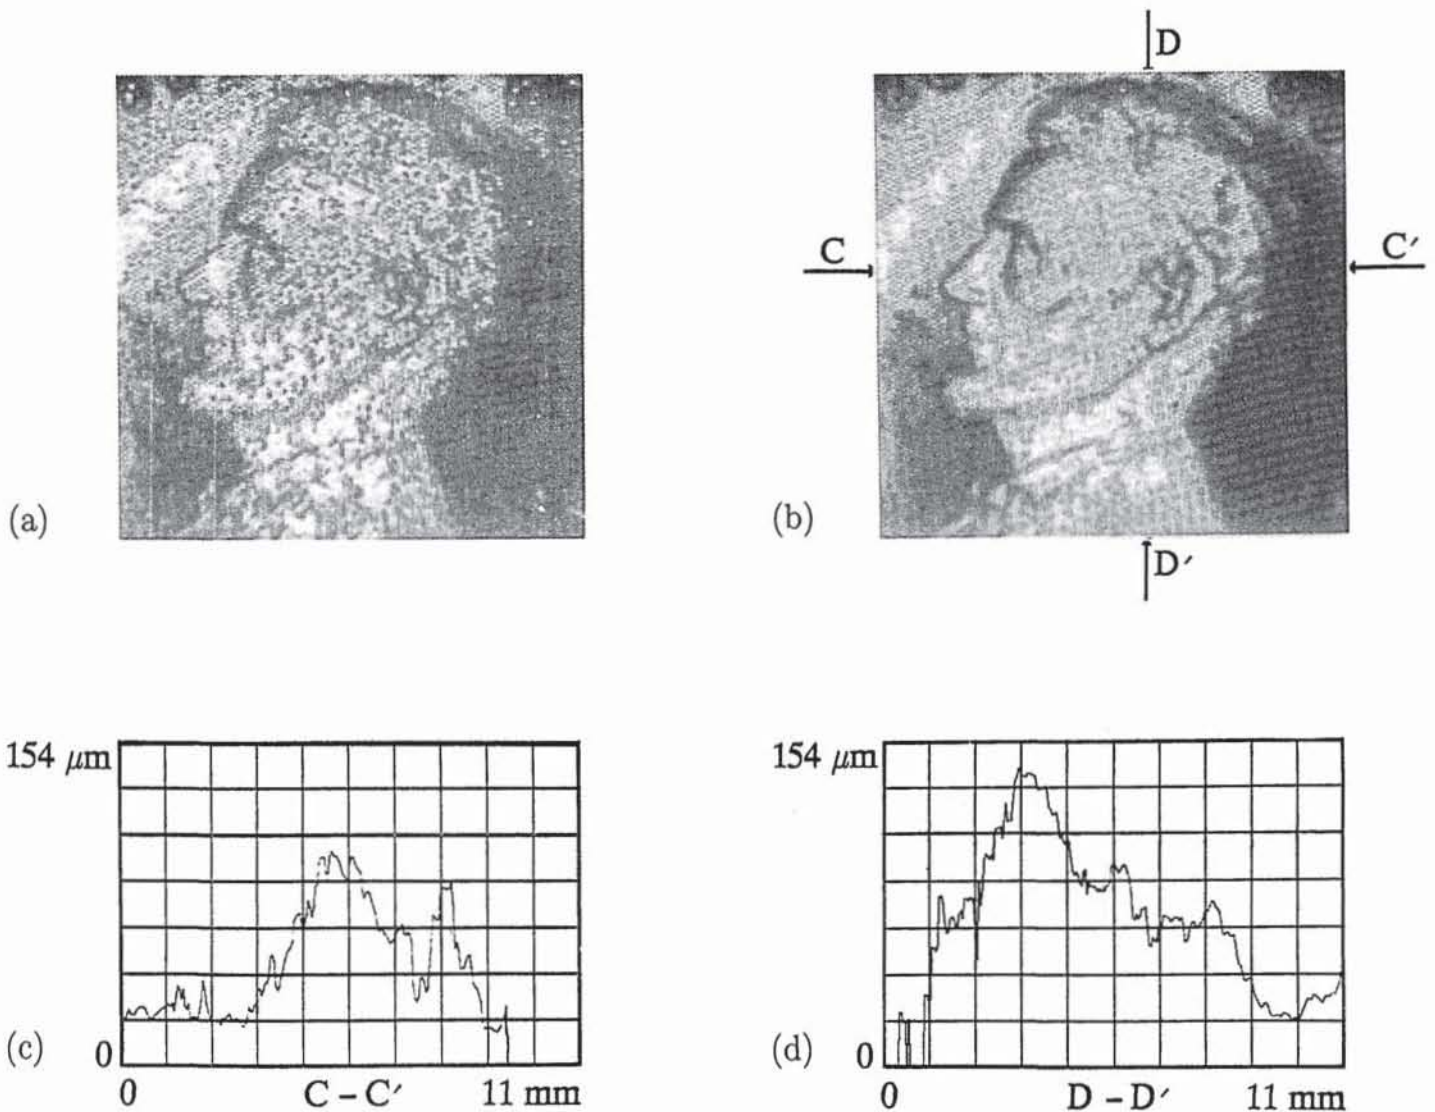 D
C C′
(a) (b)
D′
154 μm 154 μm
(c) 0 (d) 0
0 C – C′ 11 mm 0 D – D′ 11 mm